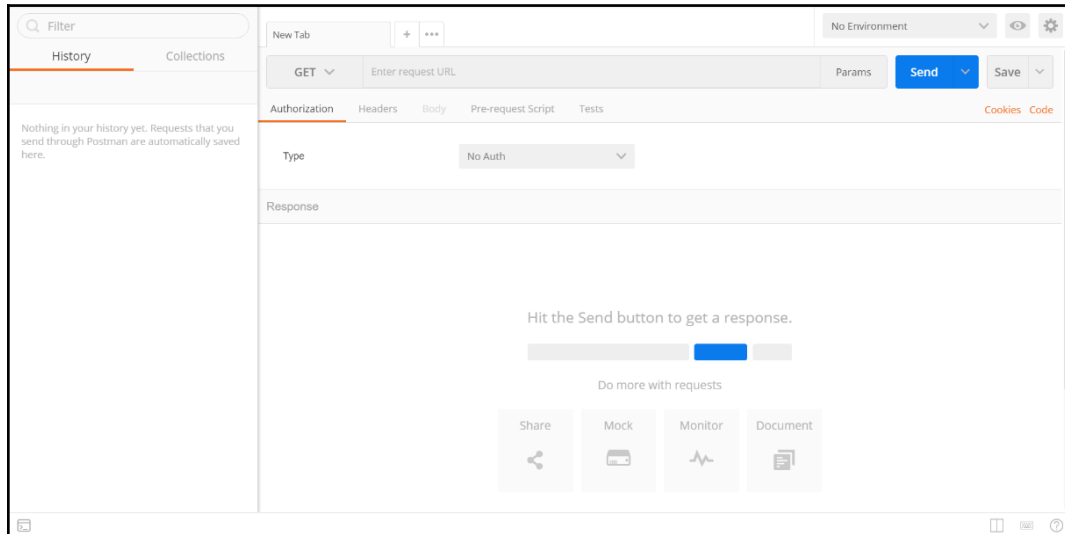 Filter
History Collections
Nothing in your history yet. Requests that you
send through Postman are automatically saved
here.
New Tab
No Environment
GET Enter request URL Params Send Save
Authorization Headers Body Pre-request Script Tests Cookies Code
Type No Auth
Response
Hit the Send button to get a response.
Do more with requests
Share Mock Monitor Document